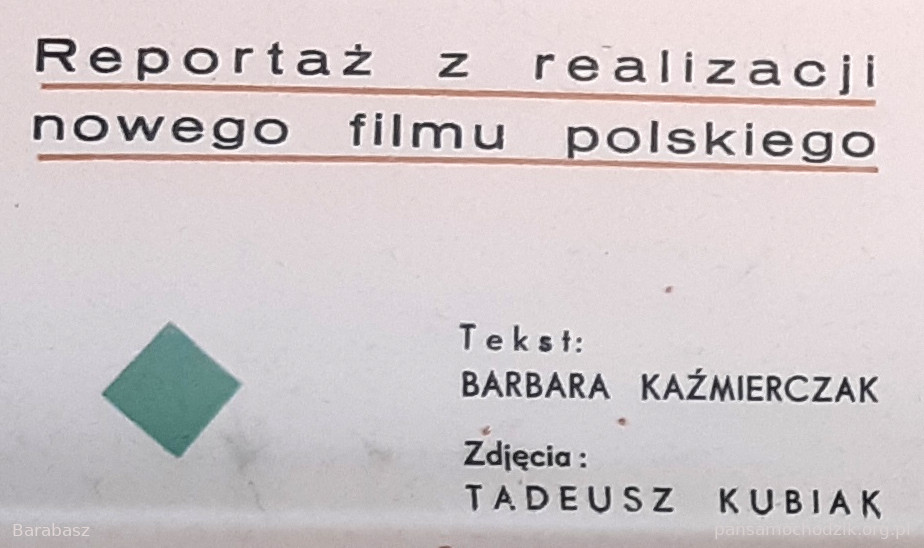 Reportaż z realizacji
nowego filmu polskiego
Tekst:
BARBARA KAŹMIERCZAK
Zdjęcia:
TADEUSZ KUBIAK
Barabasz
pansamochodzik.org.pl